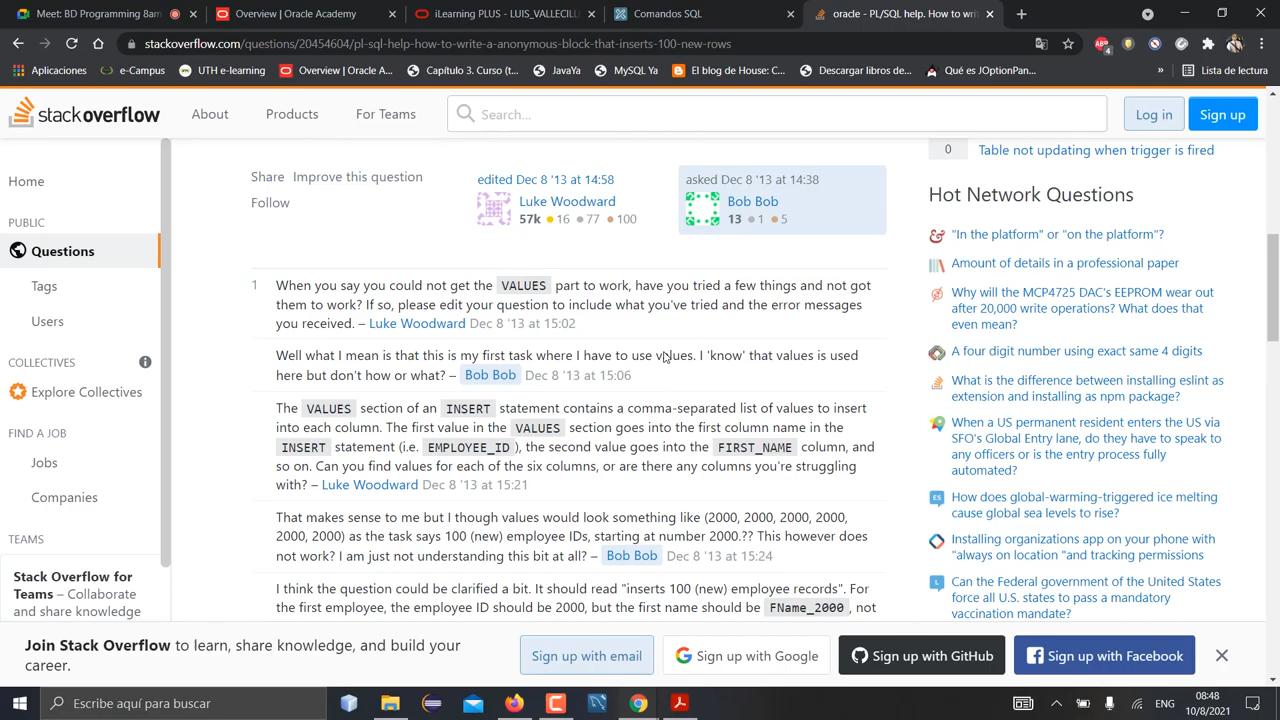 Meet: BD Programming 8am
Overview | Oracle Academy
iLearning PLUS - LUIS_VALLECILL
Comandos SQL
oracle - PL/SQL help. How to wri
stackoverflow.com/questions/20454604/pl-sql-help-how-to-write-a-anonymous-block-that-inserts-100-new-rows
4
Aplicaciones
e-Campus
UTH e-learning
Overview | Oracle A...
Capítulo 3. Curso (t...
JavaYa
MySQL Ya
El blog de House: C...
Descargar libros de...
Qué es JOptionPan...
»
Lista de lectura
stackoverflow
About
Products
For Teams
Search...
Log in
Sign up
Home
PUBLIC
Questions
Tags
Users
COLLECTIVES
Explore Collectives
FIND A JOB
Jobs
Companies
TEAMS
Stack Overflow for
Teams – Collaborate
and share knowledge
Share Improve this question
Follow
edited Dec 8 '13 at 14:58
Luke Woodward
57k 16 77 100
asked Dec 8 '13 at 14:38
Bob Bob
13 1 5
1
When you say you could not get the VALUES part to work, have you tried a few things and not got
them to work? If so, please edit your question to include what you've tried and the error messages
you received. – Luke Woodward Dec 8 '13 at 15:02
Well what I mean is that this is my first task where I have to use values. I 'know' that values is used
here but don't how or what? – Bob Bob Dec 8 '13 at 15:06
The VALUES section of an INSERT statement contains a comma-separated list of values to insert
into each column. The first value in the VALUES section goes into the first column name in the
INSERT statement (i.e. EMPLOYEE_ID), the second value goes into the FIRST_NAME column, and
so on. Can you find values for each of the six columns, or are there any columns you're struggling
with? – Luke Woodward Dec 8 '13 at 15:21
That makes sense to me but I though values would look something like (2000, 2000, 2000, 2000,
2000, 2000) as the task says 100 (new) employee IDs, starting at number 2000.?? This however does
not work? I am just not understanding this bit at all? – Bob Bob Dec 8 '13 at 15:24
I think the question could be clarified a bit. It should read "inserts 100 (new) employee records". For
the first employee, the employee ID should be 2000, but the first name should be FName_2000, not
0
Table not updating when trigger is fired
Hot Network Questions
"In the platform" or "on the platform"?
Amount of details in a professional paper
Why will the MCP4725 DAC's EEPROM wear out
after 20,000 write operations? What does that
even mean?
A four digit number using exact same 4 digits
What is the difference between installing eslint as
extension and installing as npm package?
When a US permanent resident enters the US via
SFO's Global Entry lane, do they have to speak to
any officers or is the entry process fully
automated?
ES
How does global-warming-triggered ice melting
cause global sea levels to rise?
Installing organizations app on your phone with
"always on location "and tracking permissions
L
Can the Federal government of the United States
force all U.S. states to pass a mandatory
vaccination mandate?
Join Stack Overflow to learn, share knowledge, and build your
career.
Sign up with email
Sign up with Google
Sign up with GitHub
Sign up with Facebook
Escribe aquí para buscar
ENG
08:48
10/8/2021